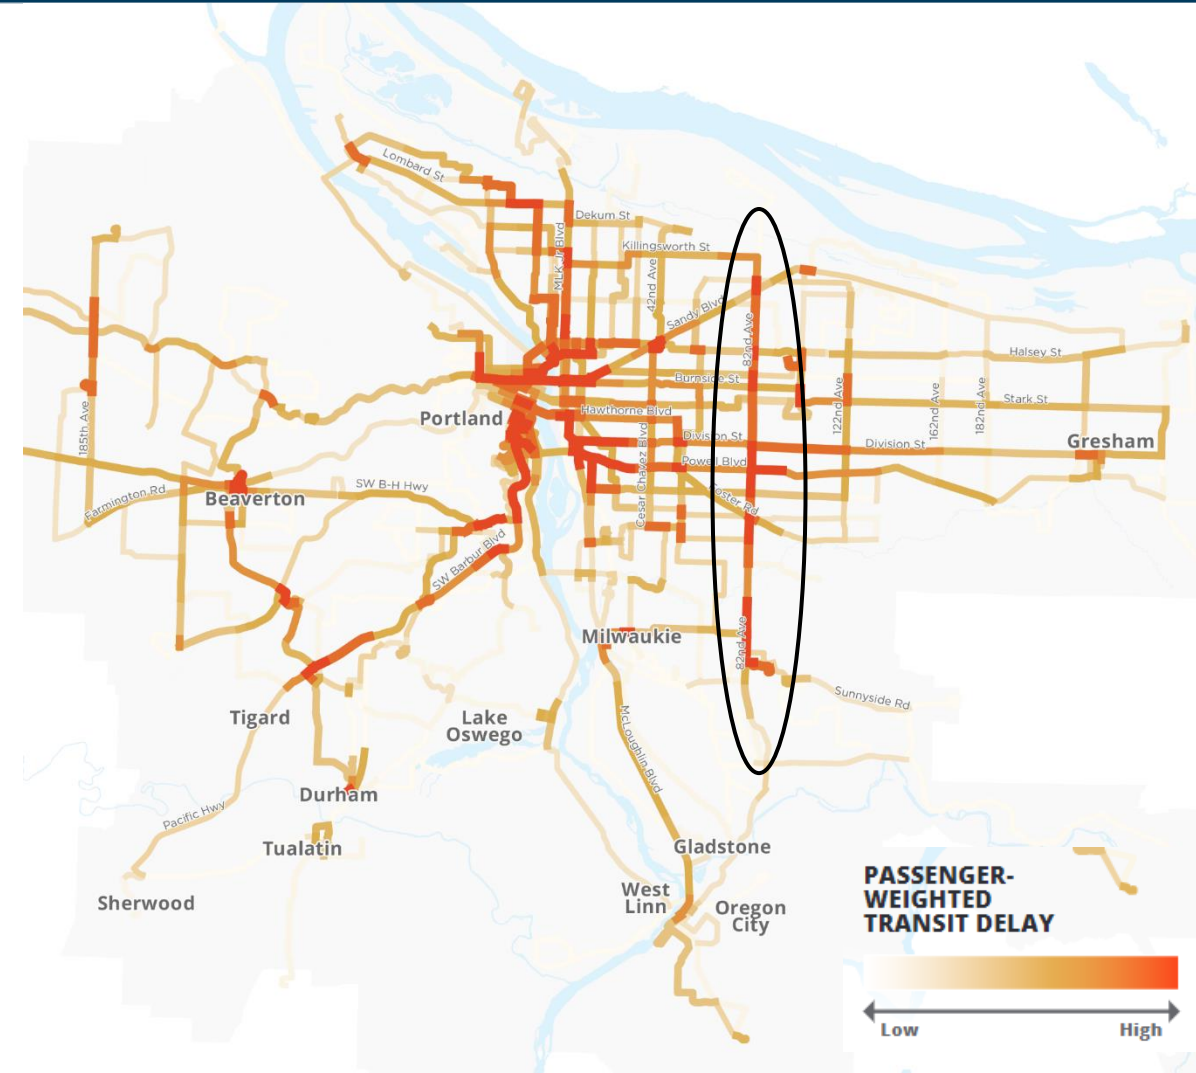 Lombard St
Dekum St
MLK Jr Blvd
Killingsworth St
42nd Ave
Sandy Blvd
82nd Ave
Halsey St
Burnside St
Stark St
185th Ave
Portland
Hawthorne Blvd
122nd Ave
162nd Ave
182nd Ave
Cesar Chavez Blvd
Division St
Division St
Gresham
Powell Blvd
Farmington Rd
Beaverton
SW B-H Hwy
Foster Rd
SW Barbur Blvd
Milwaukie
82nd Ave
Sunnyside Rd
Tigard
Lake
Oswego
McLoughlin Blvd
Durham
Pacific Hwy
Tualatin
Gladstone
Sherwood
West
Linn
Oregon
City
PASSENGER-
WEIGHTED
TRANSIT DELAY
Low
High